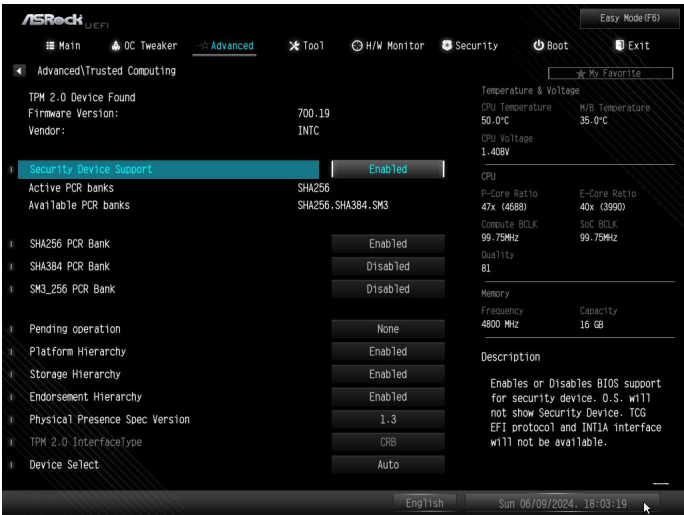 ASRock UEFI
Easy Mode(F6)
Main OC Tweaker Advanced Tool H/W Monitor Security Boot Exit
Advanced\Trusted Computing
My Favorite
TPM 2.0 Device Found
Firmware Version: 700.19
Vendor: INTC
Security Device Support Enabled
Active PCR banks SHA256
Available PCR banks SHA256.SHA384.SM3
SHA256 PCR Bank Enabled
SHA384 PCR Bank Disabled
SM3_256 PCR Bank Disabled
Pending operation None
Platform Hierarchy Enabled
Storage Hierarchy Enabled
Endorsement Hierarchy Enabled
Physical Presence Spec Version 1.3
TPM 2.0 InterfaceType CRB
Device Select Auto
Temperature & Voltage
CPU Temperature M/B Temperature
50.0°C 35.0°C
CPU Voltage
1.408V
CPU
P-Core Ratio E-Core Ratio
47x (4688) 40x (3990)
Compute BCLK SoC BCLK
99.75MHz 99.75MHz
Quality
81
Memory
Frequency Capacity
4800 MHz 16 GB
Description
Enables or Disables BIOS support
for security device. O.S. will
not show Security Device. TCG
EFI protocol and INT1A interface
will not be available.
English Sun 06/09/2024. 18:03:19